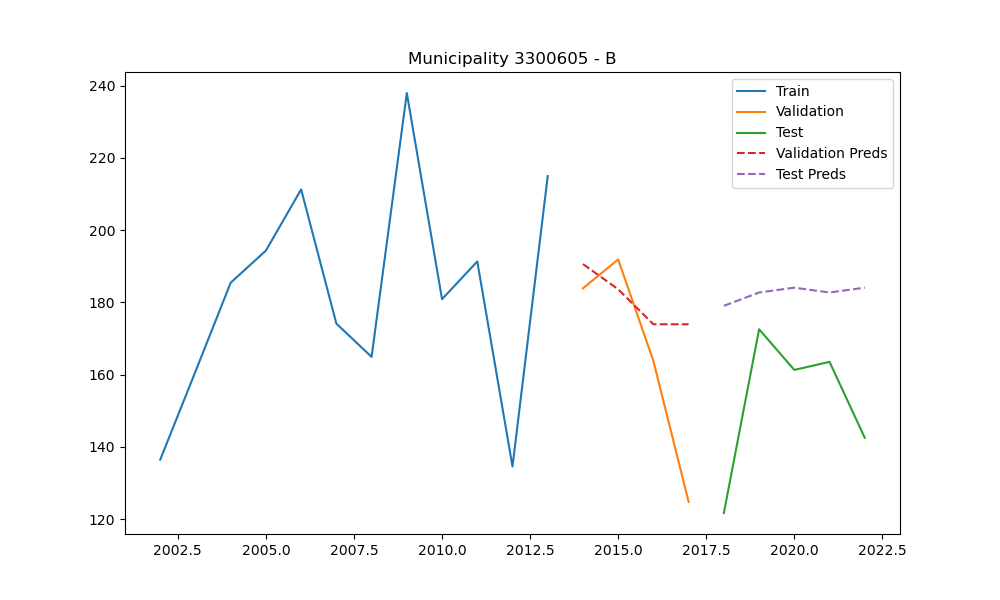 Municipality 3300605 - B
240
220
200
180
160
140
120
2002.5 2005.0 2007.5 2010.0 2012.5 2015.0 2017.5 2020.0 2022.5
Train
Validation
Test
Validation Preds
Test Preds